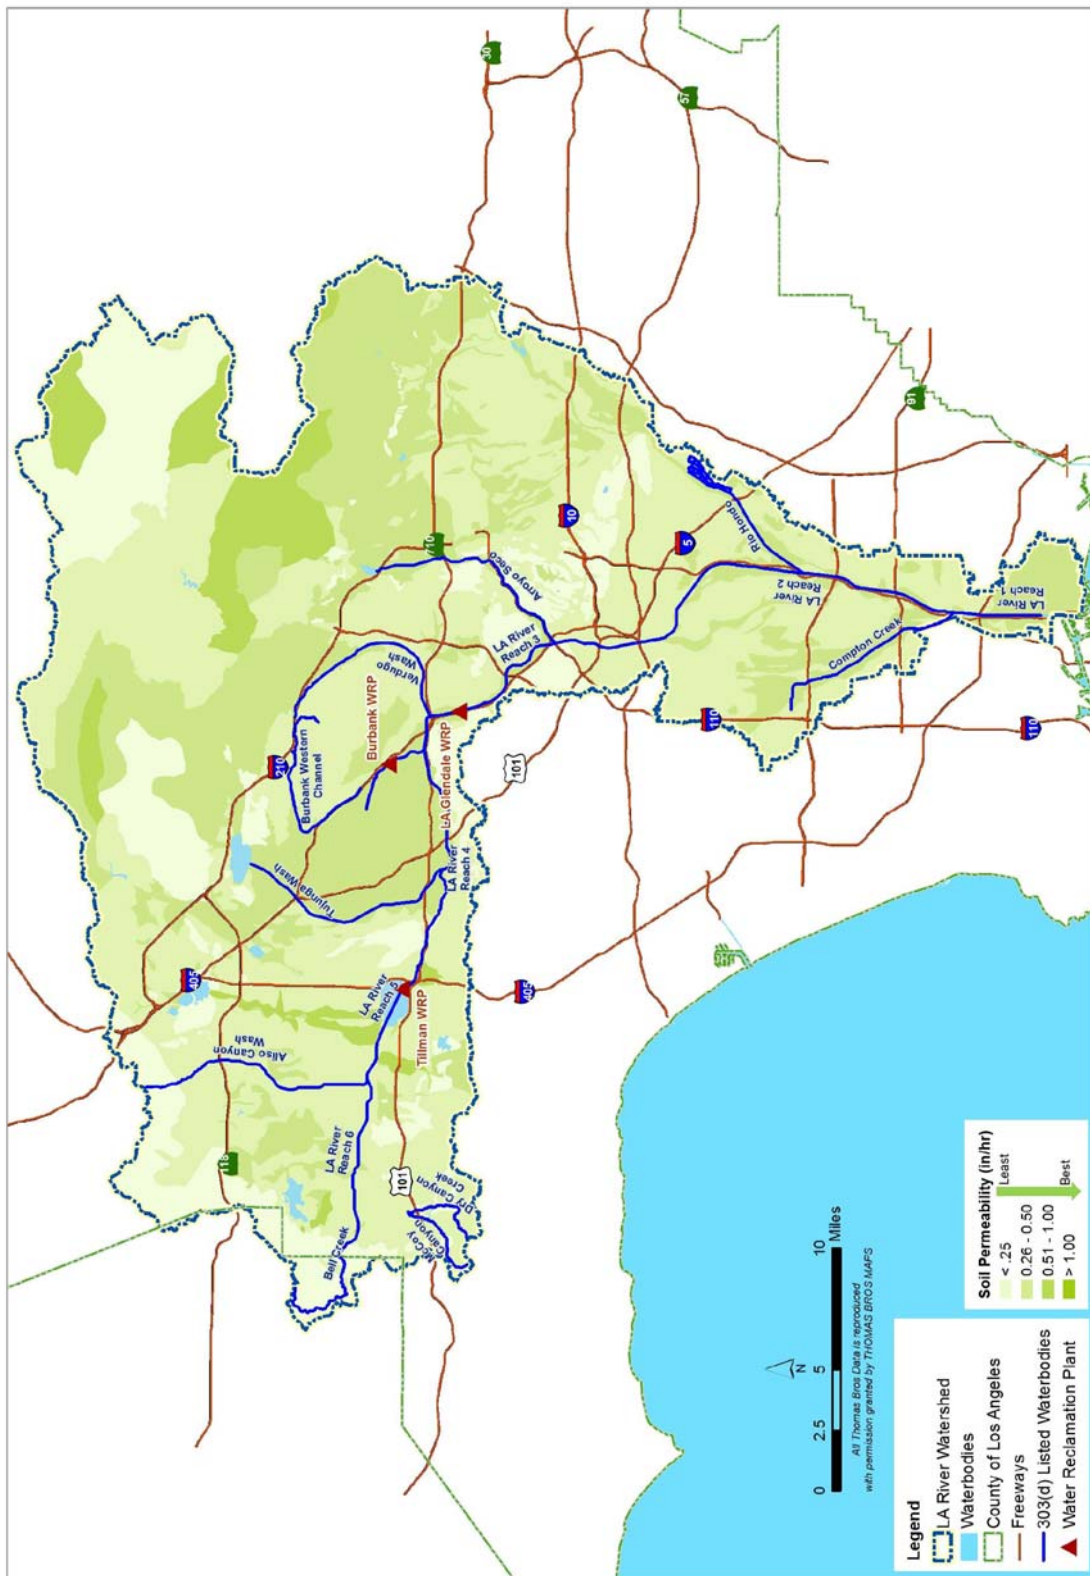 30
57
210
710
118
405
10
5
91
101
101
405
110
110
Aliso Canyon
Wash
Tujunga Wash
Burbank Western
Channel
Verdugo
Wash
Burbank WRP
LA Glendale WRP
Tillman WRP
Arroyo Seco
LA River
Reach 3
LA River
Reach 4
LA River
Reach 5
LA River
Reach 6
Bell Creek
McCoy
Canyon
Dry Canyon
Creek
Rio Hondo
LA River
Reach 2
Compton Creek
LA River
Reach 1
N
0 2.5 5 10
Miles
All Thomas Bros Data is reproduced
with permission granted by THOMAS BROS MAPS
Legend
LA River Watershed
Waterbodies
County of Los Angeles
Freeways
303(d) Listed Waterbodies
Water Reclamation Plant
Soil Permeability (in/hr)
< .25 Least
0.26 - 0.50
0.51 - 1.00
> 1.00 Best